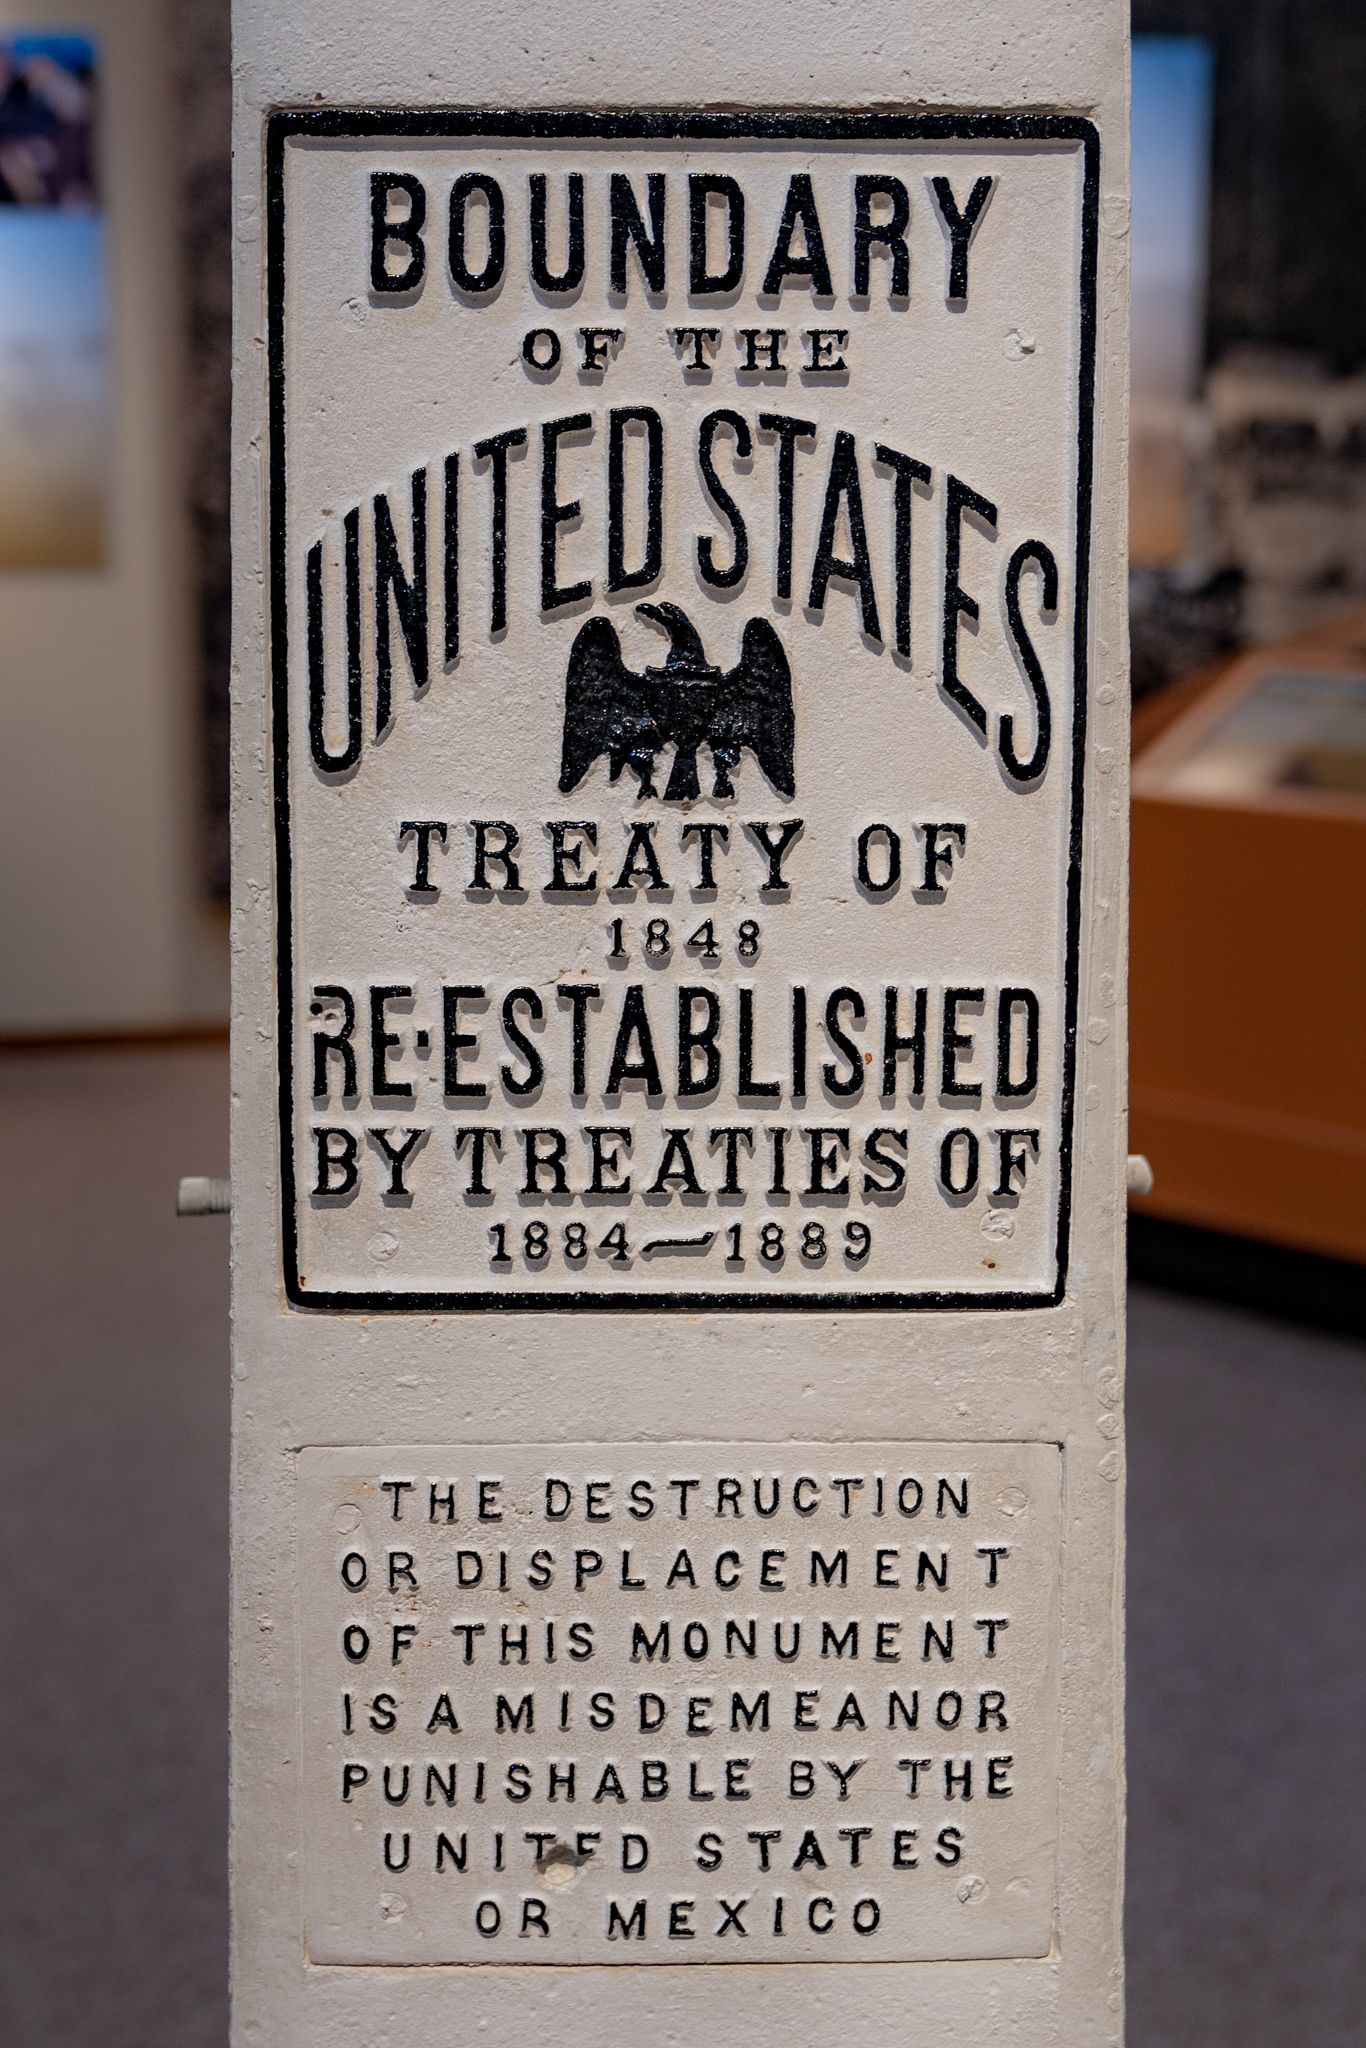 BOUNDARY
OF THE
UNITED STATES
TREATY OF
1848
RE-ESTABLISHED
BY TREATIES OF
1884—1889
THE DESTRUCTION
OR DISPLACEMENT
OF THIS MONUMENT
IS A MISDEMEANOR
PUNISHABLE BY THE
UNITED STATES
OR MEXICO